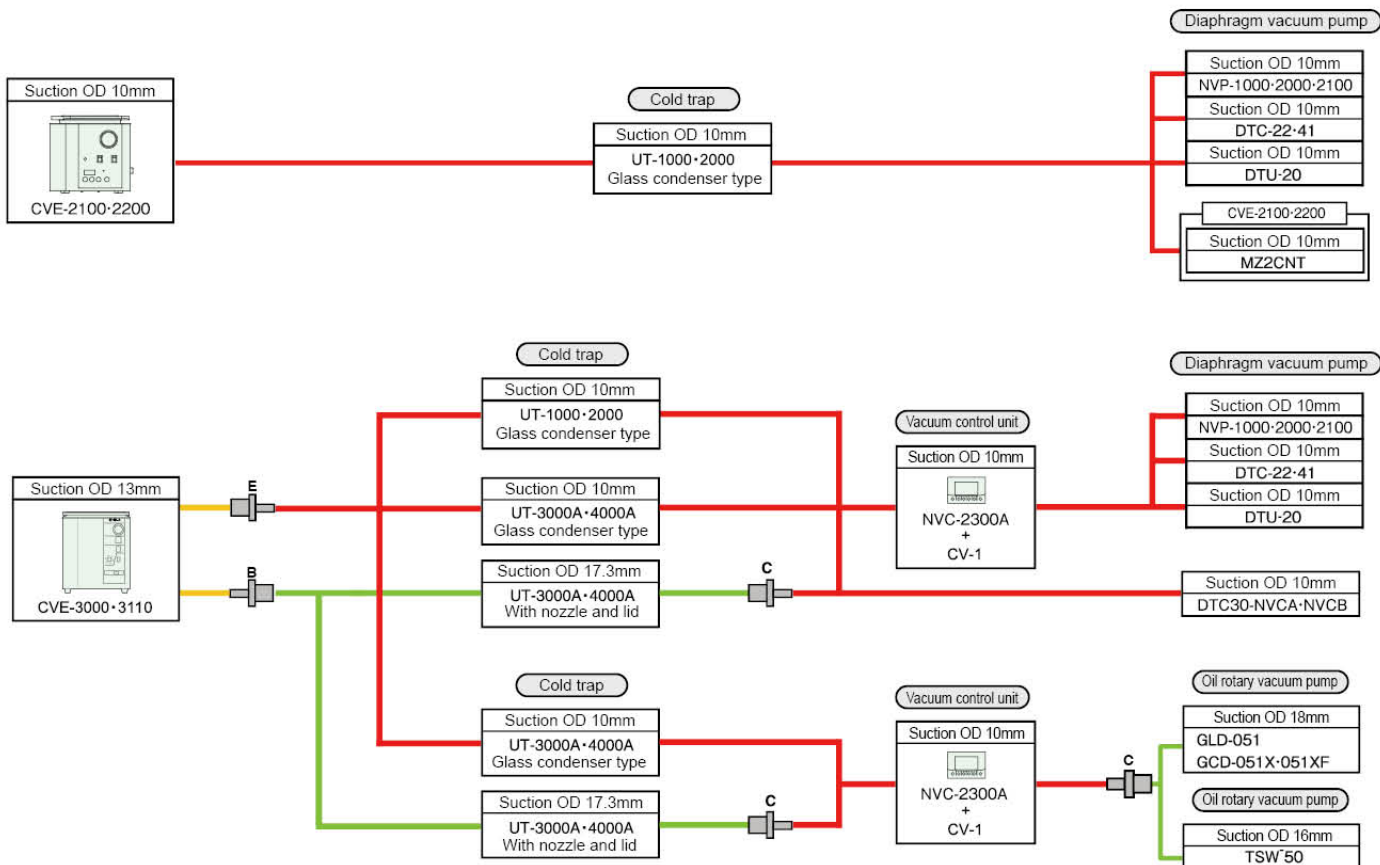 Diaphragm vacuum pump
Suction OD 10mm
NVP-1000·2000·2100
Suction OD 10mm
DTC-22·41
Suction OD 10mm
DTU-20
CVE-2100·2200
Suction OD 10mm
MZ2CNT
Suction OD 10mm
CVE-2100·2200
Cold trap
Suction OD 10mm
UT-1000·2000
Glass condenser type
Cold trap
Suction OD 10mm
UT-1000·2000
Glass condenser type
Suction OD 10mm
UT-3000A·4000A
Glass condenser type
Suction OD 17.3mm
UT-3000A·4000A
With nozzle and lid
Suction OD 13mm
CVE-3000·3110
E
B
C
Vacuum control unit
Suction OD 10mm
NVC-2300A
+
CV-1
Diaphragm vacuum pump
Suction OD 10mm
NVP-1000·2000·2100
Suction OD 10mm
DTC-22·41
Suction OD 10mm
DTU-20
Suction OD 10mm
DTC30-NVCA·NVCB
Cold trap
Suction OD 10mm
UT-3000A·4000A
Glass condenser type
Suction OD 17.3mm
UT-3000A·4000A
With nozzle and lid
C
Vacuum control unit
Suction OD 10mm
NVC-2300A
+
CV-1
C
Oil rotary vacuum pump
Suction OD 18mm
GLD-051
GCD-051X·051XF
Oil rotary vacuum pump
Suction OD 16mm
TSW-50